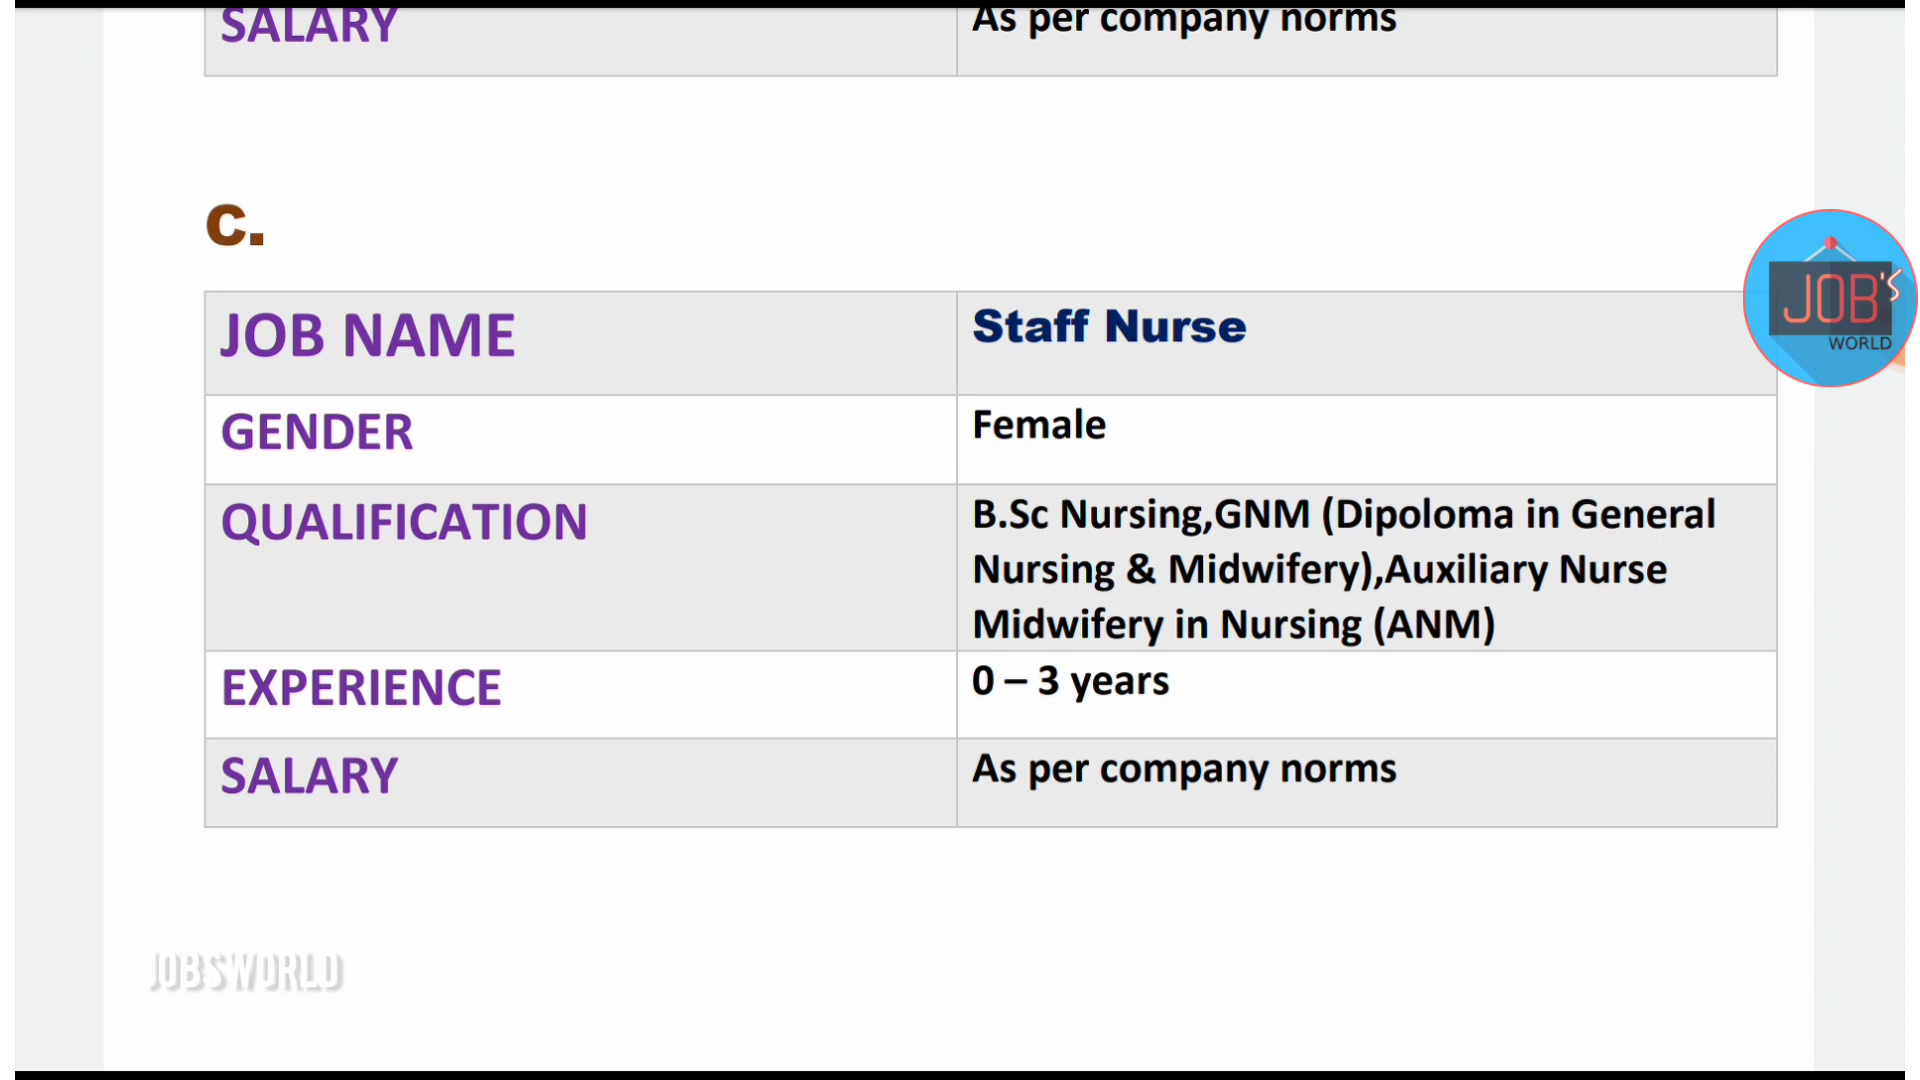 SALARY As per company norms
C.
JOB NAME Staff Nurse
GENDER Female
QUALIFICATION B.Sc Nursing,GNM (Dipoloma in General
Nursing & Midwifery),Auxiliary Nurse
Midwifery in Nursing (ANM)
EXPERIENCE 0 – 3 years
SALARY As per company norms
JOB'S
WORLD
JOBSWORLD